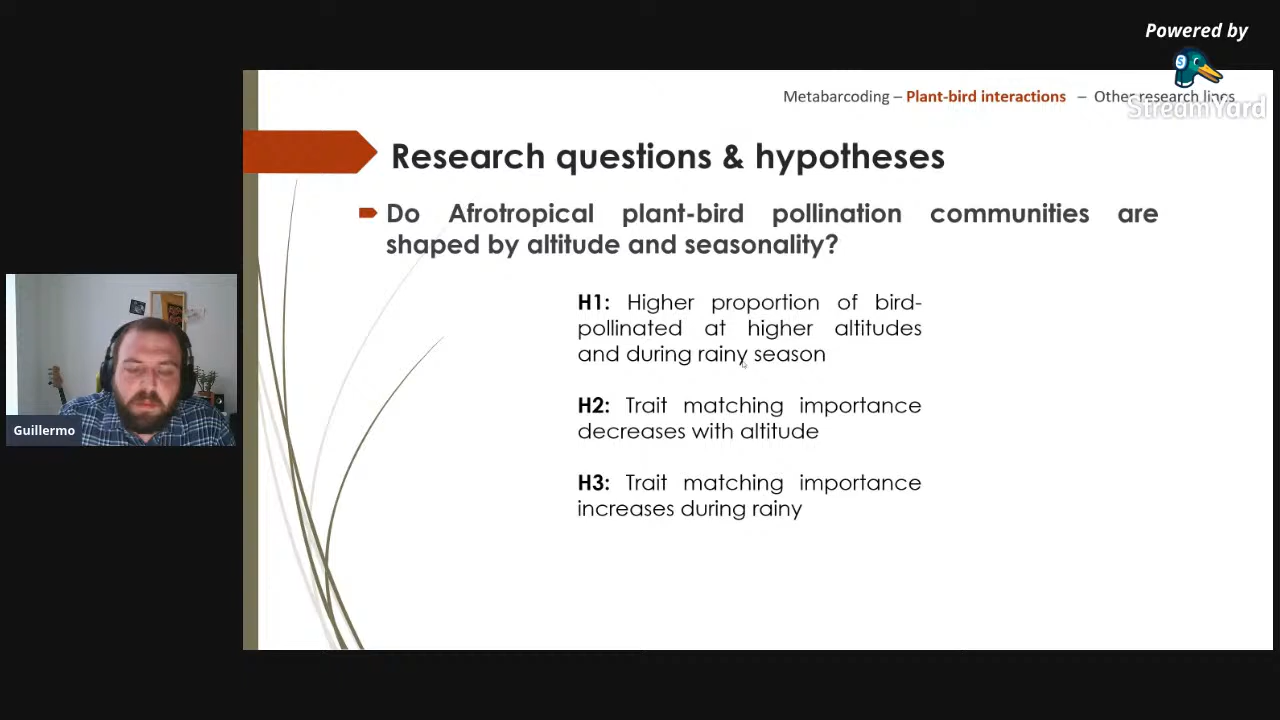 Powered by
StreamYard
Metabarcoding – Plant-bird interactions – Other research lines
Research questions & hypotheses
Do Afrotropical plant-bird pollination communities are
shaped by altitude and seasonality?
H1: Higher proportion of bird-
pollinated at higher altitudes
and during rainy season
H2: Trait matching importance
decreases with altitude
H3: Trait matching importance
increases during rainy
Guillermo